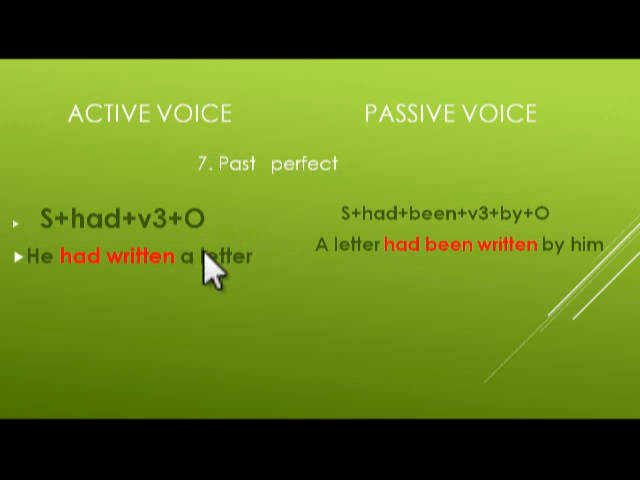 ACTIVE VOICE
PASSIVE VOICE
7. Past perfect
S+had+v3+O
He had written a letter
S+had+been+v3+by+O
A letter had been written by him